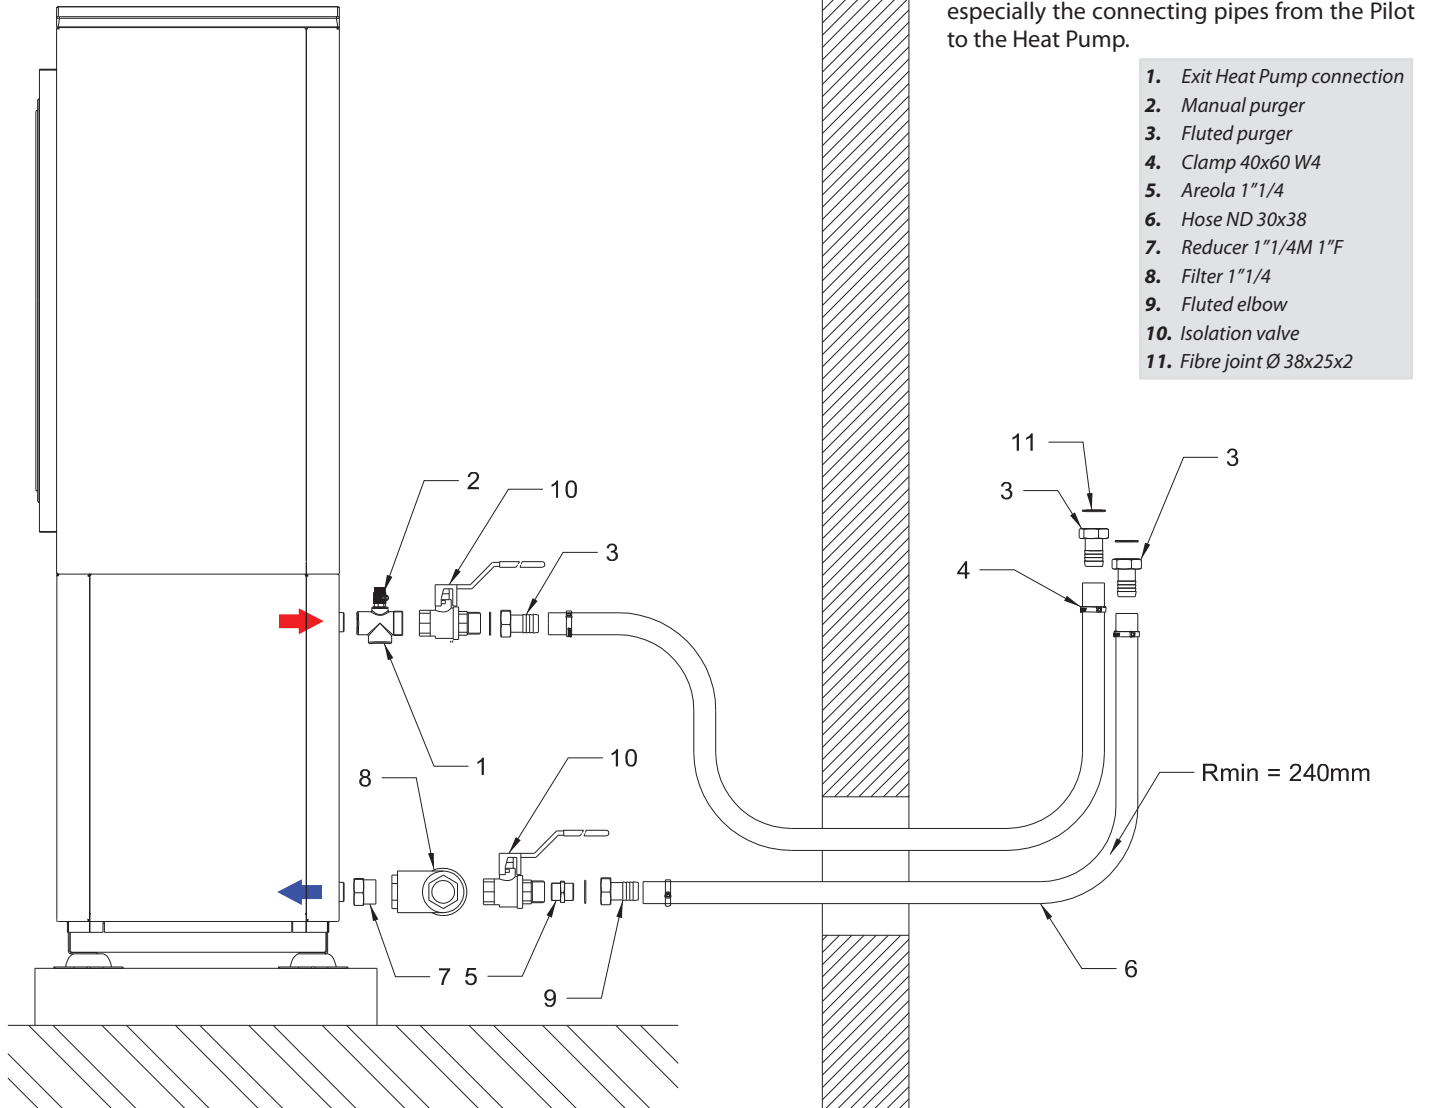 especially the connecting pipes from the Pilot
to the Heat Pump.
1. Exit Heat Pump connection
2. Manual purger
3. Fluted purger
4. Clamp 40x60 W4
5. Areola 1"1/4
6. Hose ND 30x38
7. Reducer 1"1/4M 1"F
8. Filter 1"1/4
9. Fluted elbow
10. Isolation valve
11. Fibre joint Ø 38x25x2
11
3
3
2
10
3
4
1
10
8
Rmin = 240mm
7 5
9
6